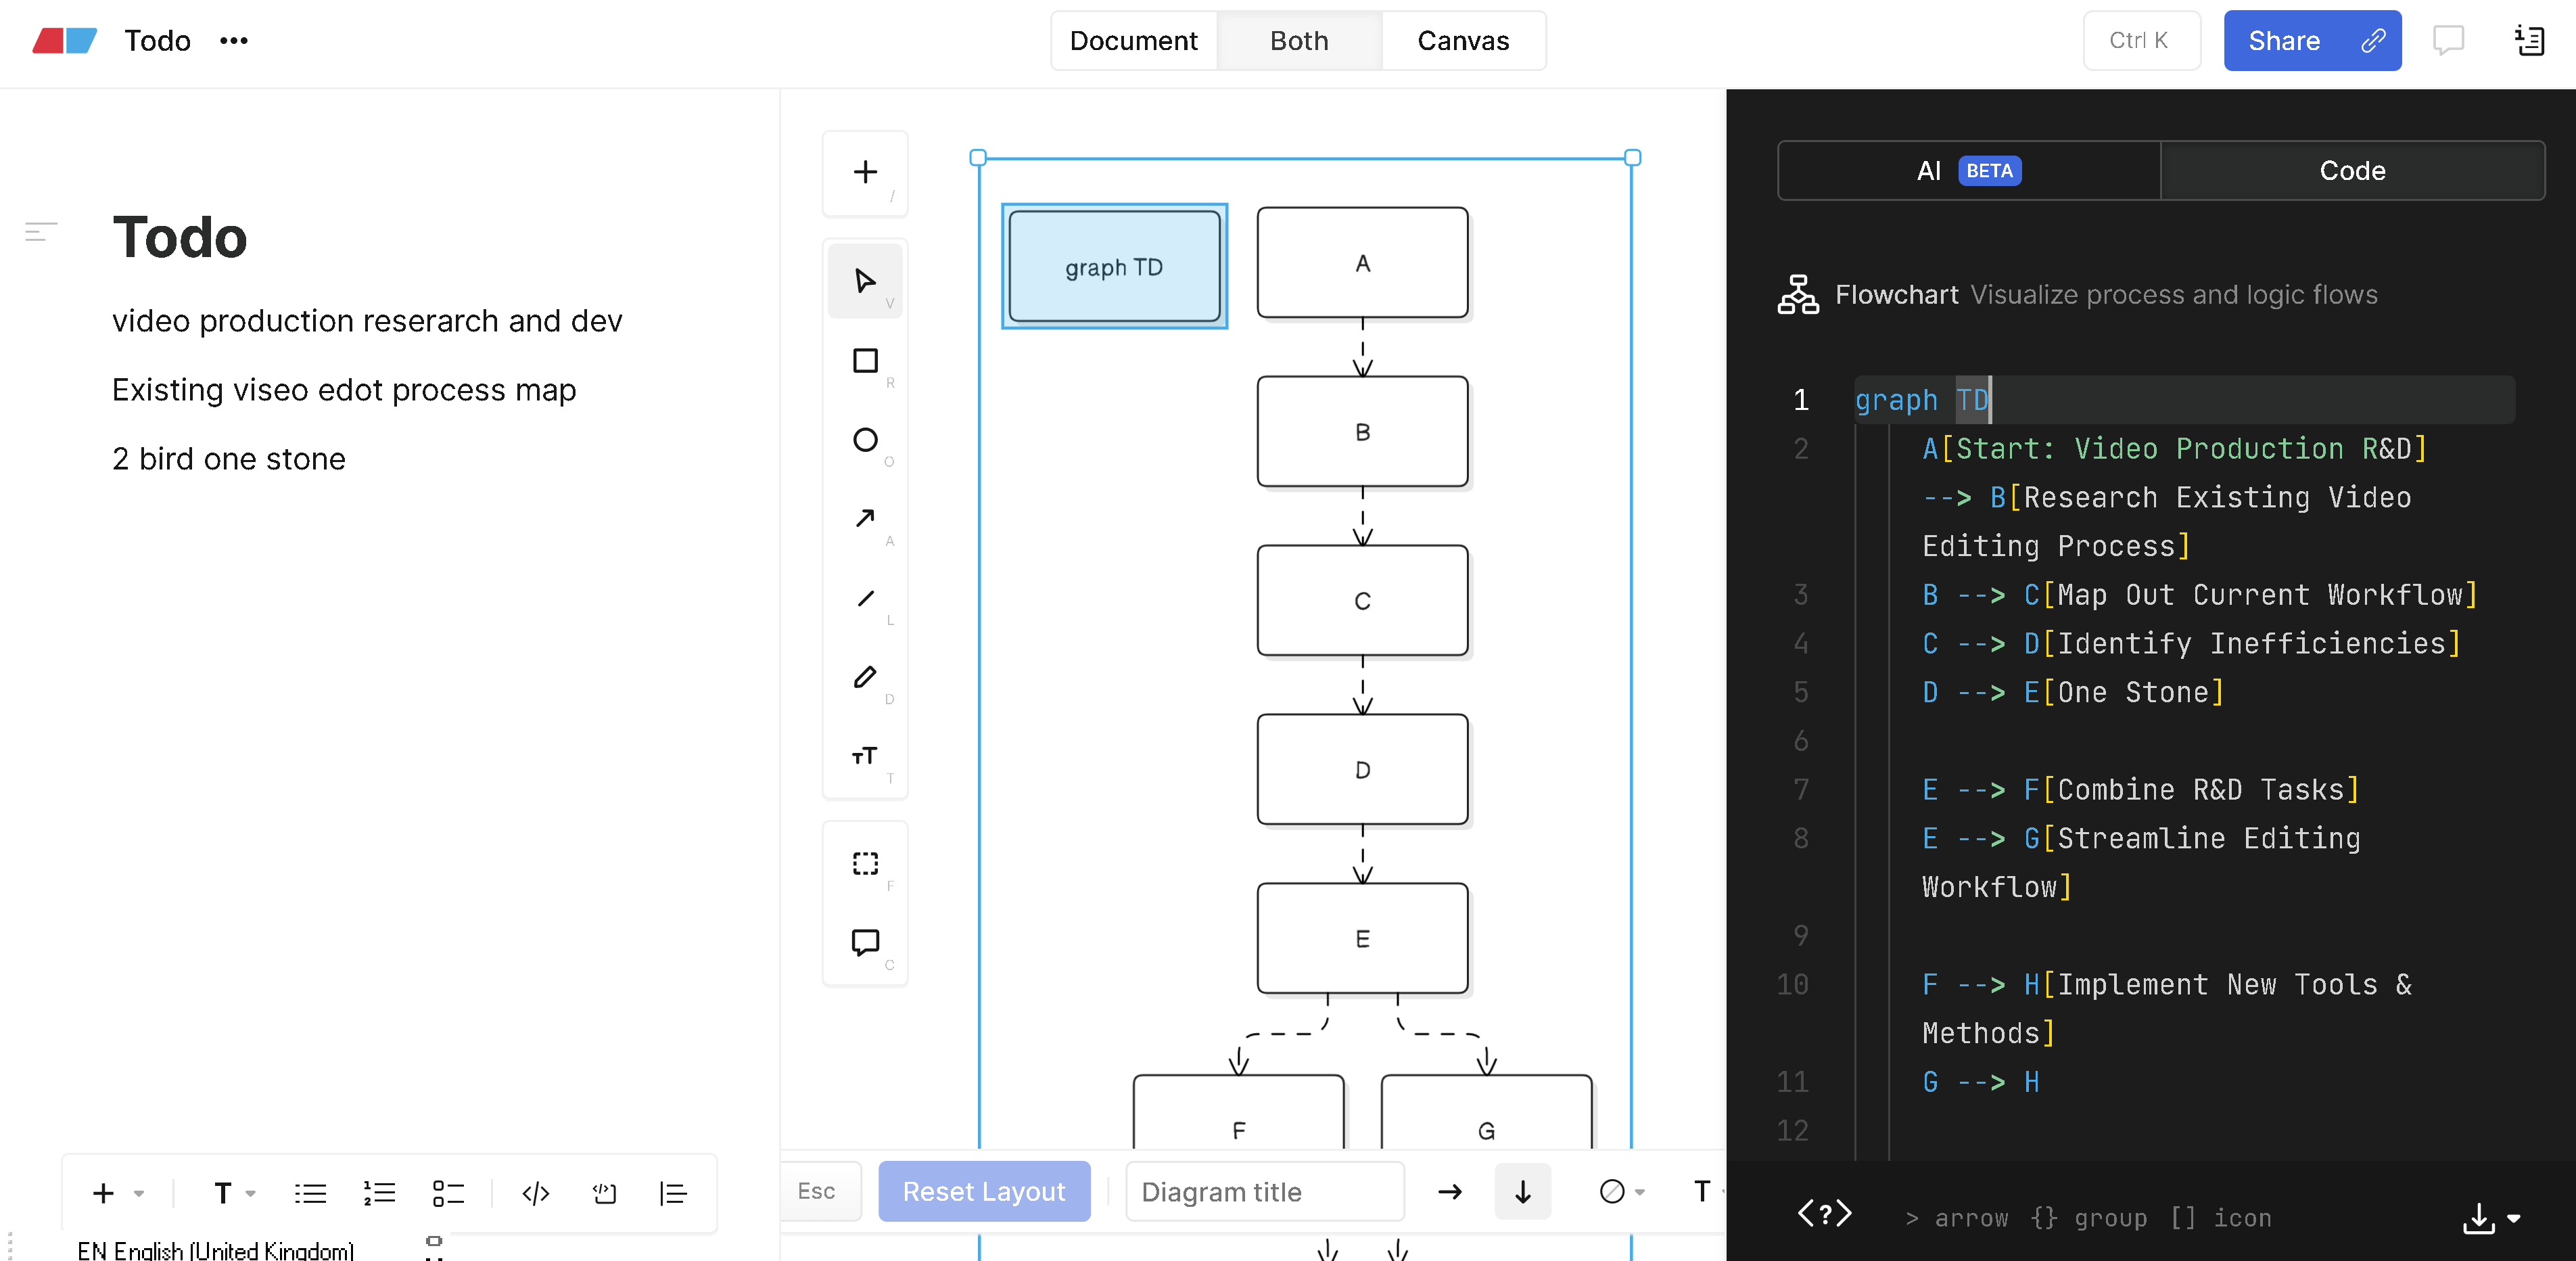 Todo •••
Document
Both
Canvas
Ctrl K
Share
Todo
video production reserarch and dev
Existing viseo edot process map
2 bird one stone
/
V
R
O
A
L
D
T
F
C
graph TD
A
B
C
D
E
F
G
Esc
Reset Layout
Diagram title
T
T
EN English (United Kingdom)
AI BETA
Code
Flowchart Visualize process and logic flows
1 graph TD
2 A[Start: Video Production R&D]
--> B[Research Existing Video
Editing Process]
3 B --> C[Map Out Current Workflow]
4 C --> D[Identify Inefficiencies]
5 D --> E[One Stone]
6
7 E --> F[Combine R&D Tasks]
8 E --> G[Streamline Editing
Workflow]
9
10 F --> H[Implement New Tools &
Methods]
11 G --> H
12
<?> > arrow {} group [] icon